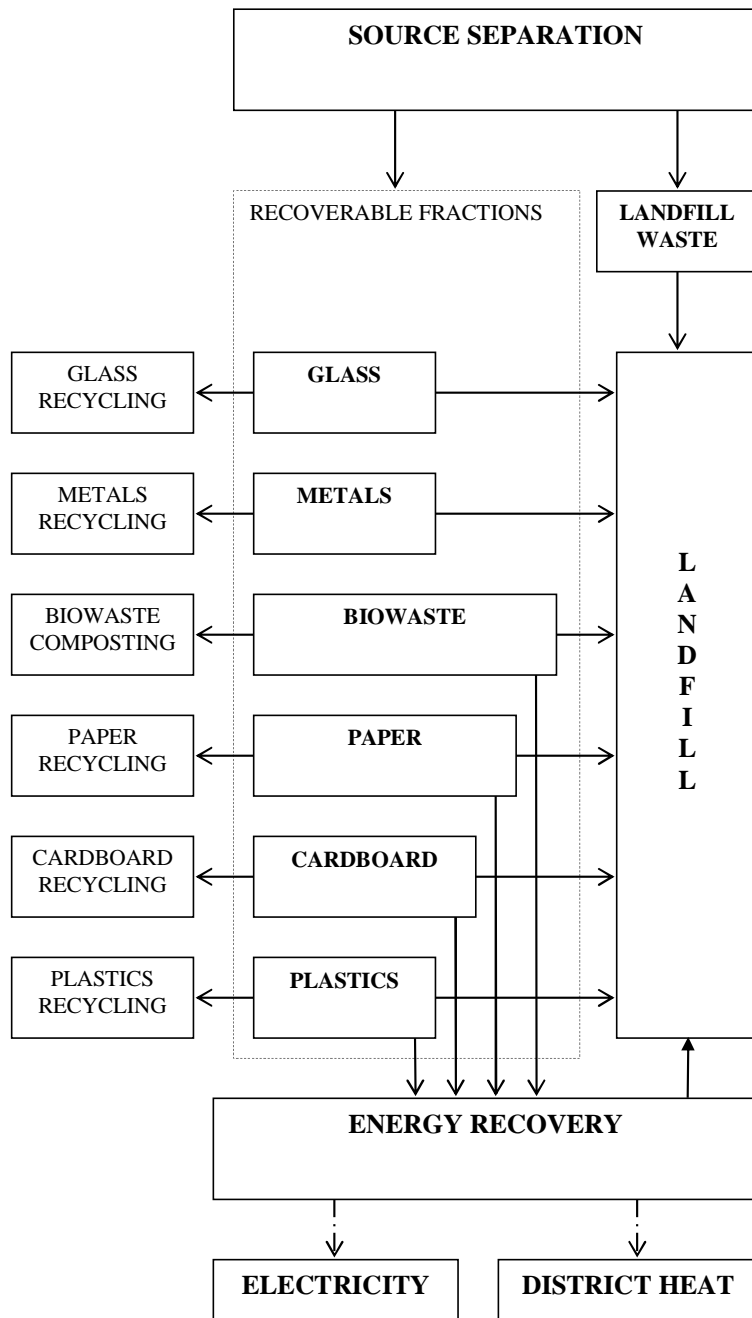 SOURCE SEPARATION
RECOVERABLE FRACTIONS
LANDFILL
WASTE
GLASS
RECYCLING
GLASS
METALS
RECYCLING
METALS
BIOWASTE
COMPOSTING
BIOWASTE
PAPER
RECYCLING
PAPER
CARDBOARD
RECYCLING
CARDBOARD
PLASTICS
RECYCLING
PLASTICS
L
A
N
D
F
I
L
L
ENERGY RECOVERY
ELECTRICITY
DISTRICT HEAT